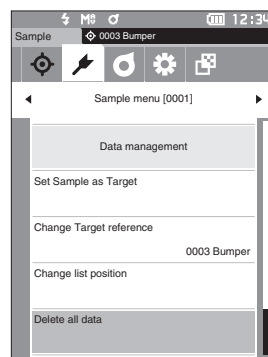 M 12:34
Sample 0003 Bumper
Sample menu [0001]
Data management
Set Sample as Target
Change Target reference
0003 Bumper
Change list position
Delete all data